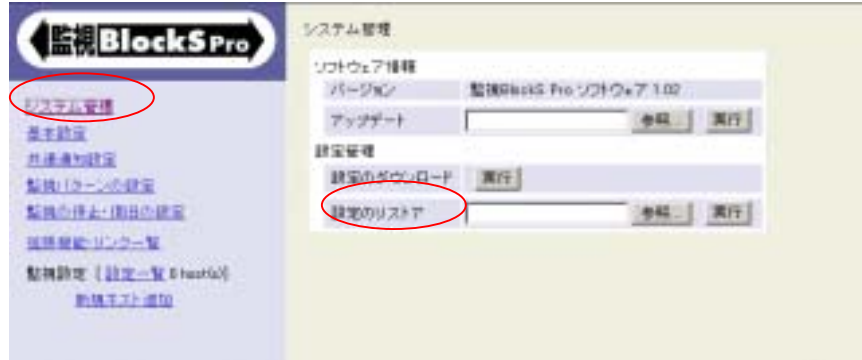 監視BlockS Pro
システム管理
基本設定
共通通知設定
監視パターンの設定
監視の停止・復旧の設定
拡張機能・リンク一覧
監視設定 [ 設定一覧 0 host(s)]
新規ホスト追加
システム管理
ソフトウェア情報
バージョン 監視BlockS Pro ソフトウェア 1.02
アップデート 参照... 実行
設定管理
設定のダウンロード 実行
設定のリストア 参照... 実行